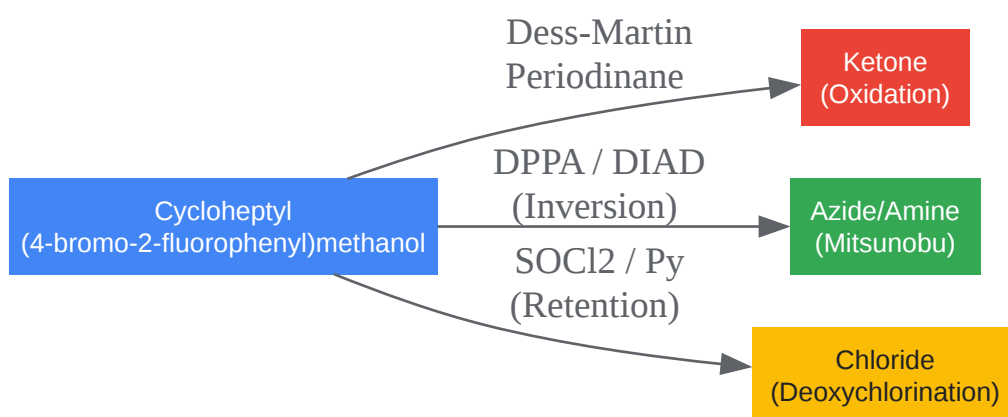 Dess-Martin
Periodinane
Ketone
(Oxidation)
DPPA / DIAD
(Inversion)
Cycloheptyl
(4-bromo-2-fluorophenyl)methanol
Azide/Amine
(Mitsunobu)
SOCl2 / Py
(Retention)
Chloride
(Deoxychlorination)